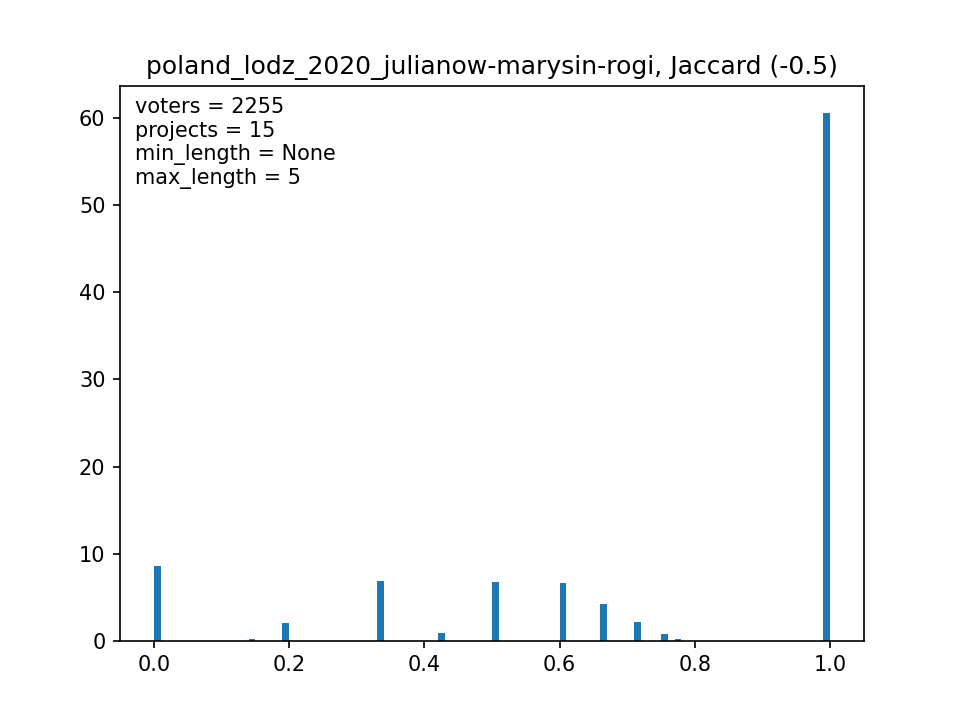 poland_lodz_2020_julianow-marysin-rogi, Jaccard (-0.5)
voters = 2255
projects = 15
min_length = None
max_length = 5
60
50
40
30
20
10
0
0.0 0.2 0.4 0.6 0.8 1.0